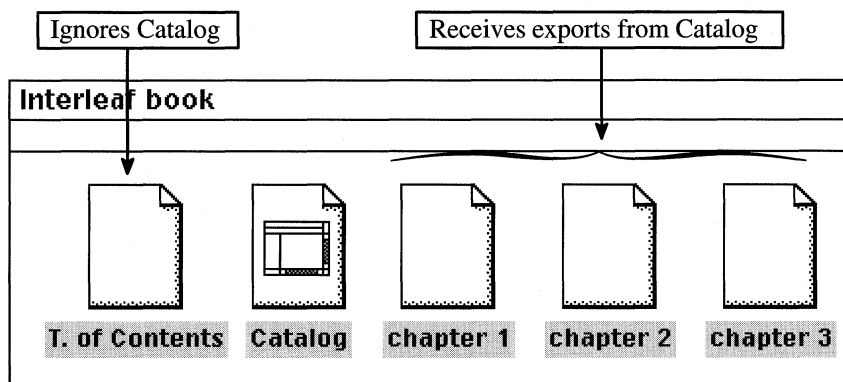 Ignores Catalog
Receives exports from Catalog
Interleaf book
T. of Contents
Catalog
chapter 1
chapter 2
chapter 3